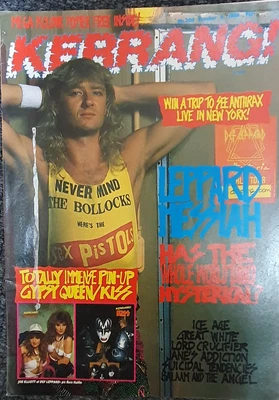 KERRANG!
WIN A TRIP TO SEE ANTHRAX
LIVE IN NEW YORK!
DEF LEPPARD
NEVER MIND
THE BOLLOCKS
HERE'S THE
SEX PISTOLS
LEPPARD
MESSIAH
HAS THE
WHOLE WORLD GONE
HYSTERICAL?
TOTALLY IMMENSE PIN-UP
GYPSY QUEEN/KISS
ICE AGE
GREAT WHITE
LORD CRUCIFER
JANE'S ADDICTION
SUICIDAL TENDENCIES
BALAAM AND THE ANGEL
JOE ELLIOTT of DEF LEPPARD: pic Ross Halfin